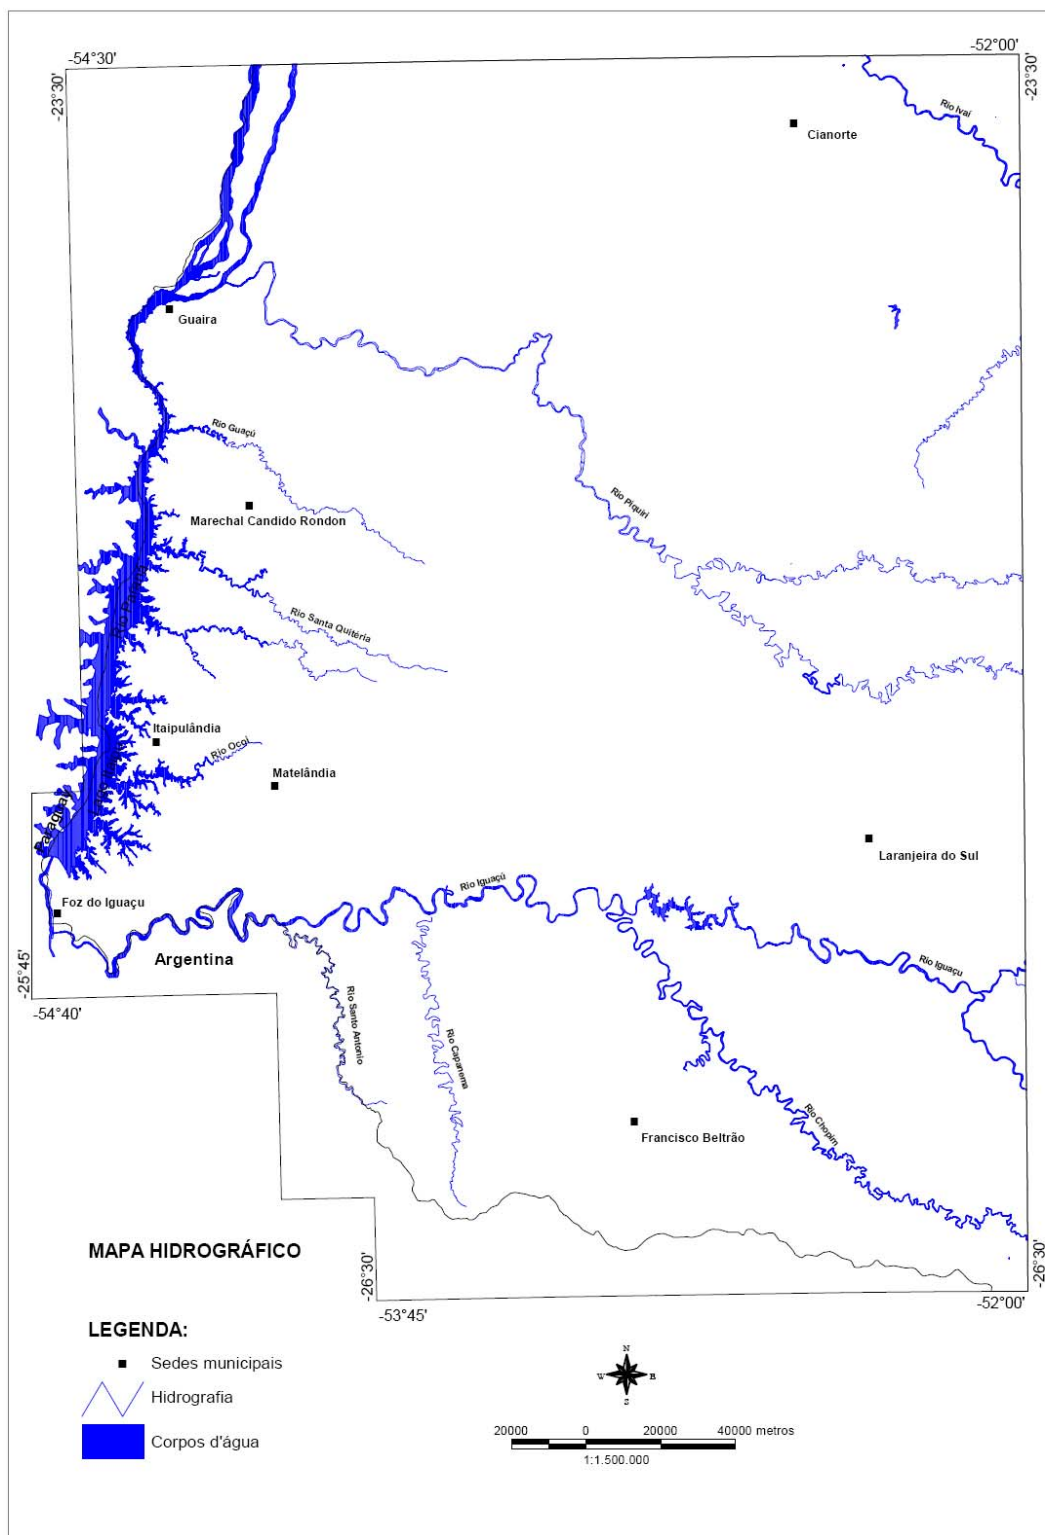 -54°30'
-52°00'
-23°30'
-23°30'
Rio Ivaí
Cianorte
Guaira
Rio Guaçú
Rio Piquiri
Marechal Candido Rondon
Rio Paraná
Rio Santa Quitéria
Itaipulândia
Rio Ocoí
Matelândia
Paraguai
Laranjeira do Sul
Rio Iguaçú
Foz do Iguaçu
Argentina
Rio Iguaçu
-25°45'
-54°40'
Rio Santo Antonio
Rio Capanema
Rio Chopim
Francisco Beltrão
MAPA HIDROGRÁFICO
-26°30'
-26°30'
-53°45'
-52°00'
LEGENDA:
Sedes municipais
Hidrografia
Corpos d'água
N
W E
S
20000 0 20000 40000 metros
1:1.500.000